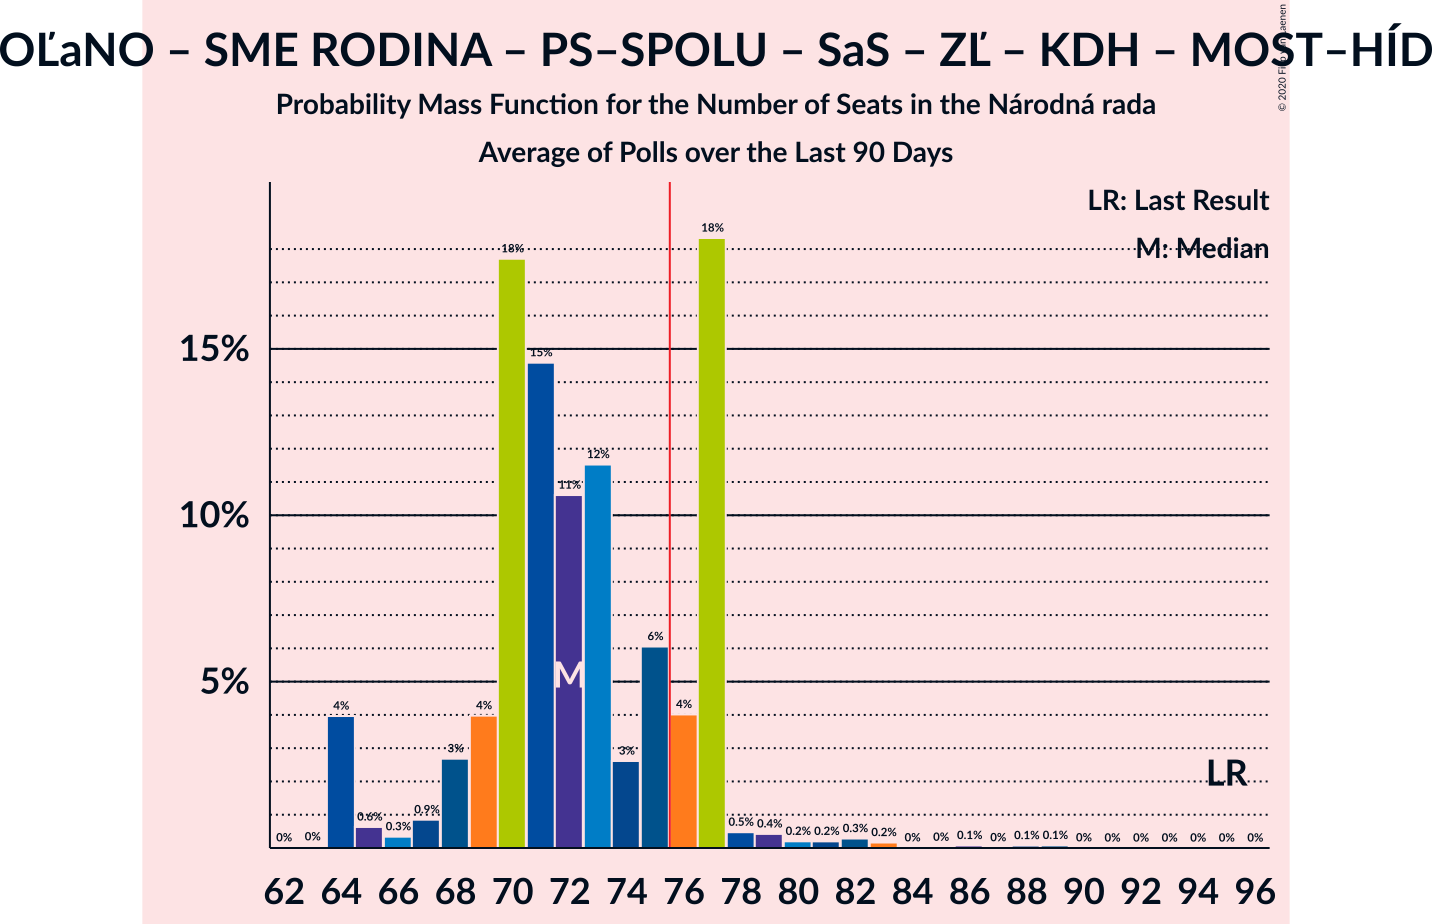 OĽaNO – SME RODINA – PS–SPOLU – SaS – ZĽ – KDH – MOST–HÍD
Probability Mass Function for the Number of Seats in the Národná rada
Average of Polls over the Last 90 Days
© 2020
LR: Last Result
M: Median
15%
10%
5%
0% 0% 4% 0.6% 0.3% 0.9% 3% 4% 18% 15% 11% 12% 3% 6% 4% 18% 0.5% 0.4% 0.2% 0.2% 0.3% 0.2% 0% 0% 0.1% 0% 0.1% 0.1% 0% 0% 0% 0% 0% 0% 0%
M
LR
62 64 66 68 70 72 74 76 78 80 82 84 86 88 90 92 94 96